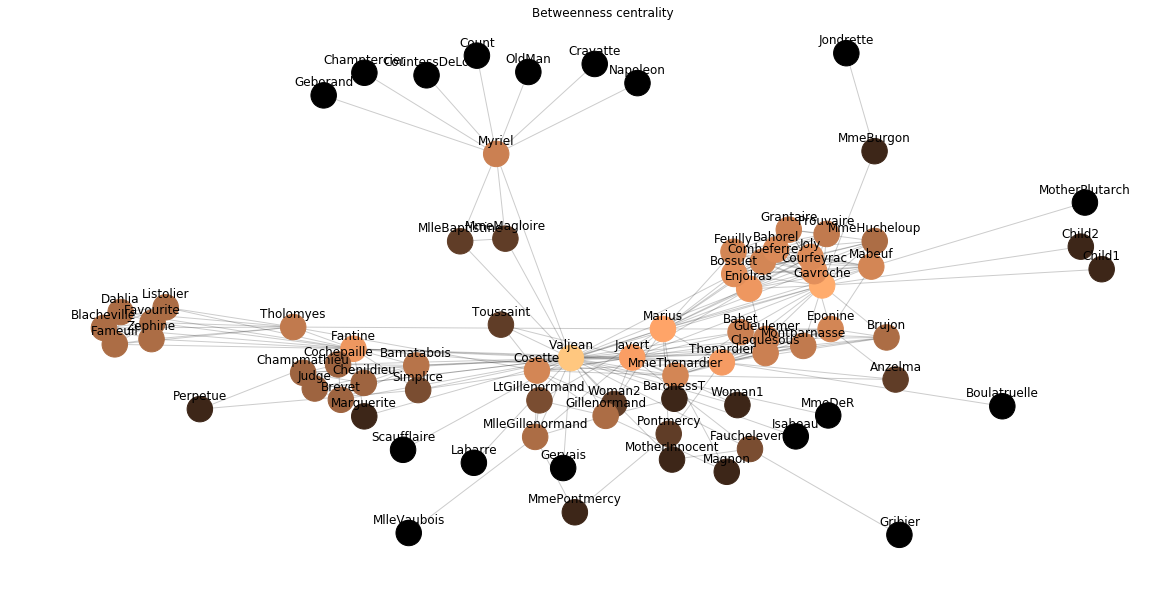 Betweenness centrality
Jondrette
Count
Cravatte
OldMan
Champtercier
CountessDeLo
Napoleon
Geborand
MmeBurgon
Myriel
MotherPlutarch
Grantaire
Prouvaire
MmeHucheloup
MlleBaptistine
MmeMagloire
Feuilly
Bahorel
Joly
Child2
Combeferre
Courfeyrac
Mabeuf
Child1
Bossuet
Enjolras
Gavroche
Dahlia
Listolier
Favourite
Blacheville
Zephine
Fameuil
Tholomyes
Toussaint
Marius
Babet
Eponine
Gueulemer
Brujon
Montparnasse
Claquesous
Fantine
Valjean
Javert
Thenardier
Cochepaille
Bamatabois
Cosette
MmeThenardier
Champmathieu
Chenildieu
Anzelma
Judge
Simplice
Brevet
LtGillenormand
Woman2
BaronessT
Woman1
Perpetue
Marguerite
Gillenormand
MmeDeR
Boulatruelle
MlleGillenormand
Pontmercy
Isabeau
Scaufflaire
Fauchelevent
MotherInnocent
Labarre
Gervais
Magnon
MmePontmercy
MlleVaubois
Gribier